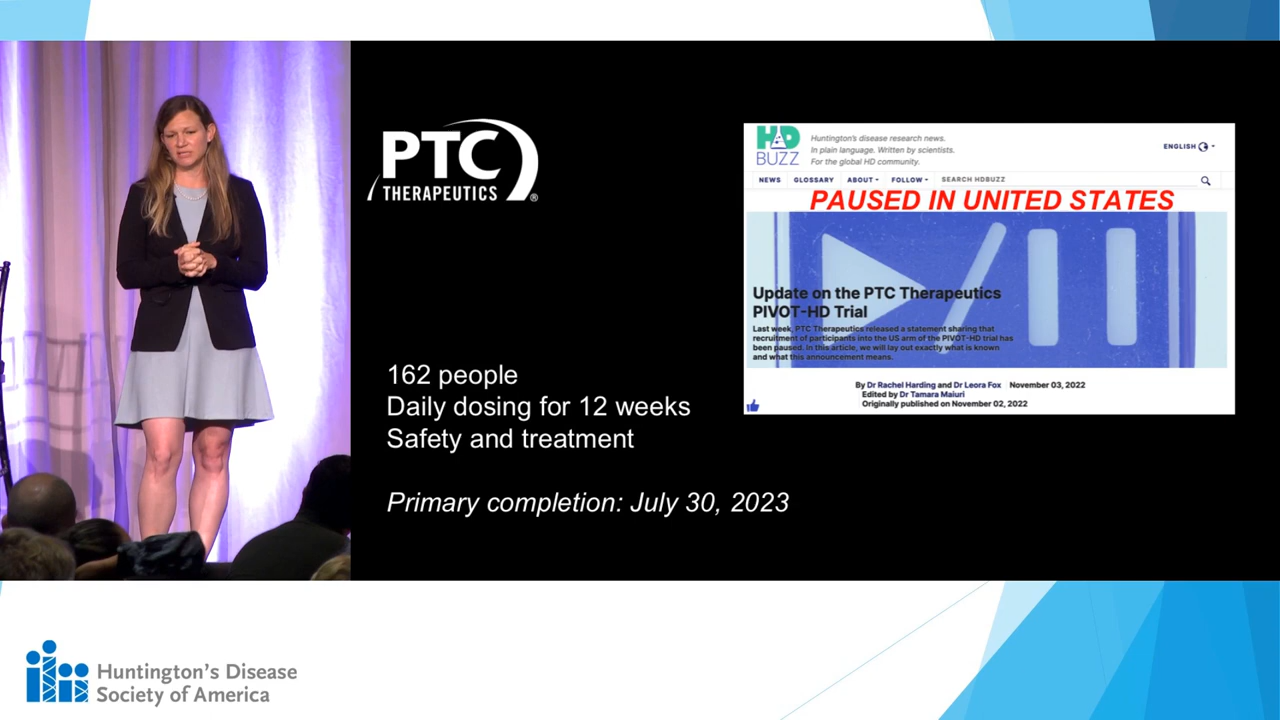 PTC
THERAPEUTICS®
HD
BUZZ
Huntington's disease research news.
In plain language. Written by scientists.
For the global HD community.
ENGLISH
NEWS GLOSSARY ABOUT FOLLOW SEARCH HDBUZZ
PAUSED IN UNITED STATES
Update on the PTC Therapeutics
PIVOT-HD Trial
Last week, PTC Therapeutics released a statement sharing that
recruitment of participants into the US arm of the PIVOT-HD trial has
been paused. In this article, we will lay out exactly what is known
and what this announcement means.
By Dr Rachel Harding and Dr Leora Fox November 03, 2022
Edited by Dr Tamara Maiuri
Originally published on November 02, 2022
162 people
Daily dosing for 12 weeks
Safety and treatment
Primary completion: July 30, 2023
Huntington's Disease
Society of America